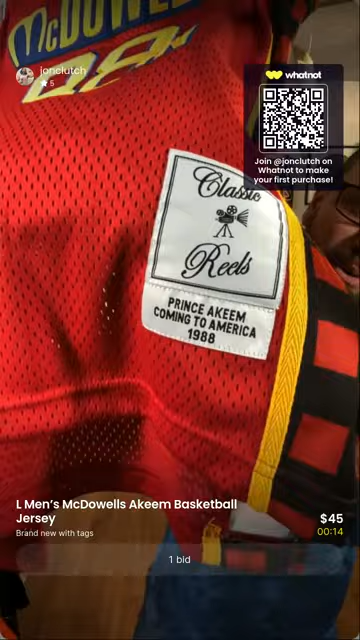 McDOWELL
jonclutch
★ 5
whatnot
Join @jonclutch on
Whatnot to make
your first purchase!
Classic
Reels
PRINCE AKEEM
COMING TO AMERICA
1988
L Men's McDowells Akeem Basketball
Jersey
Brand new with tags
$45
00:14
1 bid